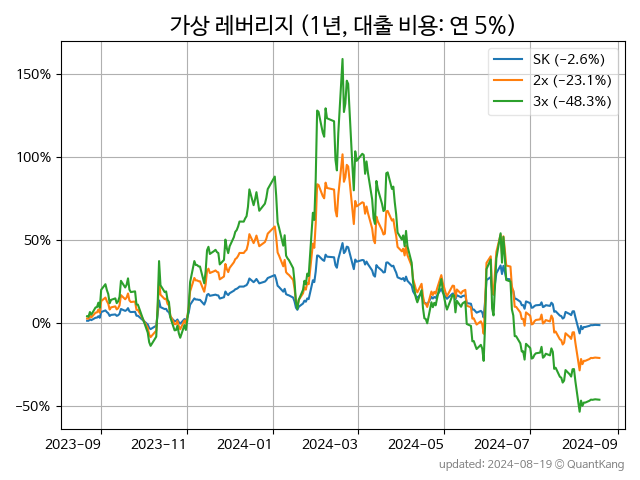 가상 레버리지 (1년, 대출 비용: 연 5%)
SK (−2.6%)
2x (−23.1%)
3x (−48.3%)
150%
100%
50%
0%
−50%
2023-09 2023-11 2024-01 2024-03 2024-05 2024-07 2024-09
updated: 2024-08-19 © QuantKang